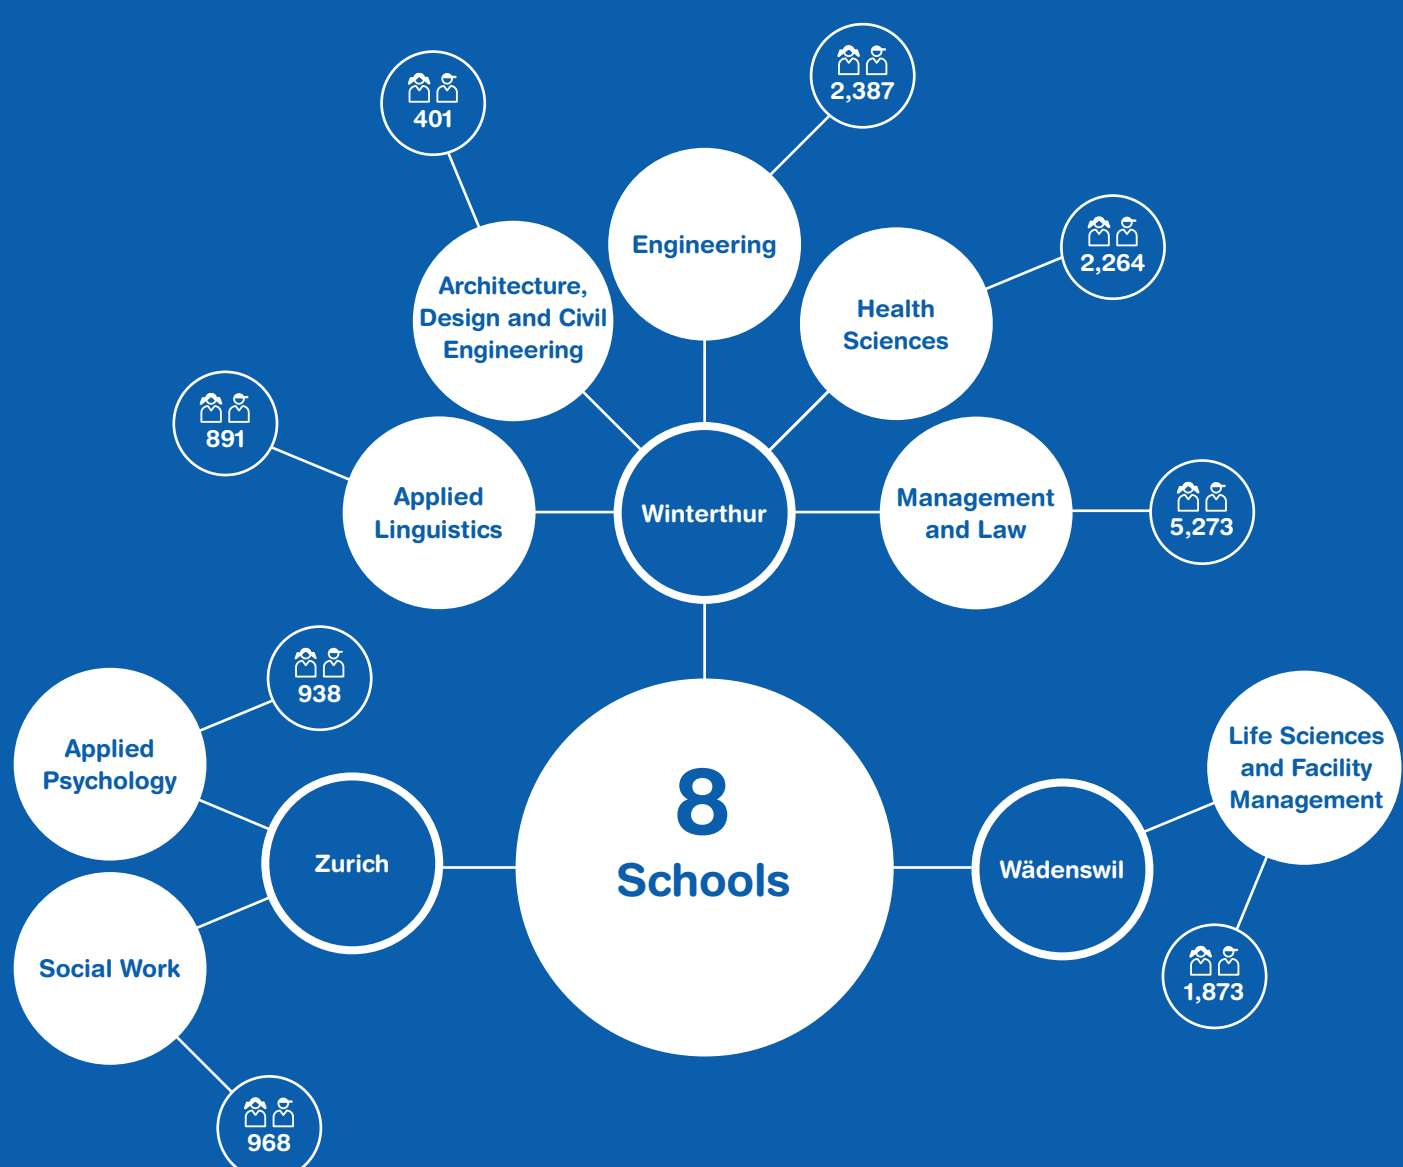 2,387
401
2,264
Engineering
Architecture,
Design and Civil
Engineering
Health
Sciences
891
Applied
Linguistics
Winterthur
Management
and Law
5,273
938
Applied
Psychology
Life Sciences
and Facility
Management
8
Schools
Zurich
Wädenswil
Social Work
1,873
968